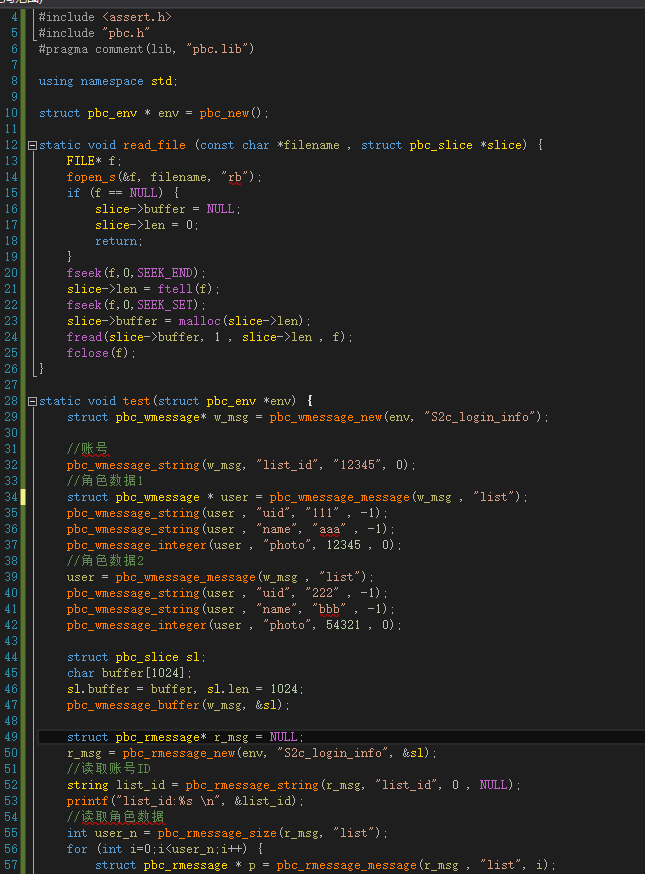 4 #include <assert.h>
5 #include "pbc.h"
6 #pragma comment(lib, "pbc.lib")
7
8 using namespace std;
9
10 struct pbc_env * env = pbc_new();
11
12 static void read_file (const char *filename , struct pbc_slice *slice) {
13 FILE* f;
14 fopen_s(&f, filename, "rb");
15 if (f == NULL) {
16 slice->buffer = NULL;
17 slice->len = 0;
18 return;
19 }
20 fseek(f,0,SEEK_END);
21 slice->len = ftell(f);
22 fseek(f,0,SEEK_SET);
23 slice->buffer = malloc(slice->len);
24 fread(slice->buffer, 1 , slice->len , f);
25 fclose(f);
26 }
27
28 static void test(struct pbc_env *env) {
29 struct pbc_wmessage* w_msg = pbc_wmessage_new(env, "S2c_login_info");
30
31 //账号
32 pbc_wmessage_string(w_msg, "list_id", "12345", 0);
33 //角色数据1
34 struct pbc_wmessage * user = pbc_wmessage_message(w_msg , "list");
35 pbc_wmessage_string(user , "uid", "111" , -1);
36 pbc_wmessage_string(user , "name", "aaa" , -1);
37 pbc_wmessage_integer(user , "photo", 12345 , 0);
38 //角色数据2
39 user = pbc_wmessage_message(w_msg , "list");
40 pbc_wmessage_string(user , "uid", "222" , -1);
41 pbc_wmessage_string(user , "name", "bbb" , -1);
42 pbc_wmessage_integer(user , "photo", 54321 , 0);
43
44 struct pbc_slice sl;
45 char buffer[1024];
46 sl.buffer = buffer, sl.len = 1024;
47 pbc_wmessage_buffer(w_msg, &sl);
48
49 struct pbc_rmessage* r_msg = NULL;
50 r_msg = pbc_rmessage_new(env, "S2c_login_info", &sl);
51 //读取账号ID
52 string list_id = pbc_rmessage_string(r_msg, "list_id", 0 , NULL);
53 printf("list_id:%s \n", &list_id);
54 //读取角色数据
55 int user_n = pbc_rmessage_size(r_msg, "list");
56 for (int i=0;i<user_n;i++) {
57 struct pbc_rmessage * p = pbc_rmessage_message(r_msg , "list", i);